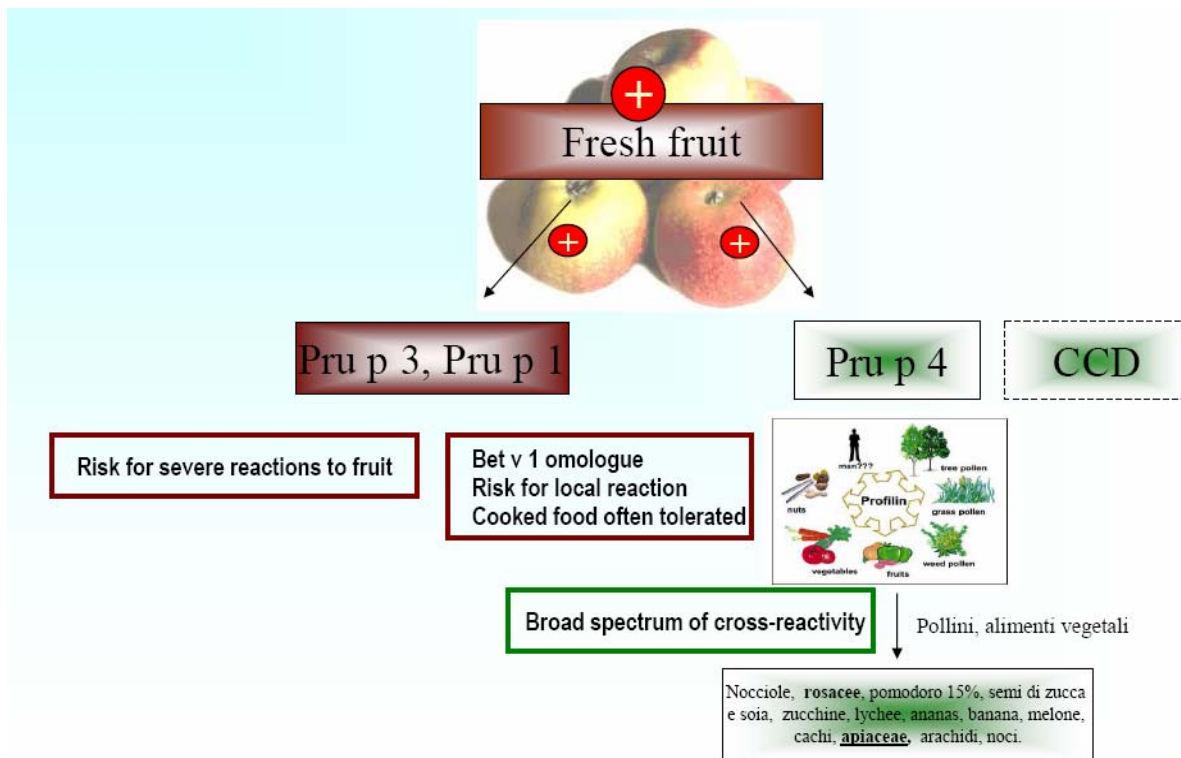 +
Fresh fruit
+
+
Pru p 3, Pru p 1
Pru p 4
CCD
Risk for severe reactions to fruit
Bet v 1 omologue
Risk for local reaction
Cooked food often tolerated
man???
tree pollen
nuts
Profilin
grass pollen
vegetables
fruits
weed pollen
Broad spectrum of cross-reactivity
Pollini, alimenti vegetali
Nocciole, rosacee, pomodoro 15%, semi di zucca
e soia, zucchine, lychee, ananas, banana, melone,
cachi, apiaceae, arachidi, noci.